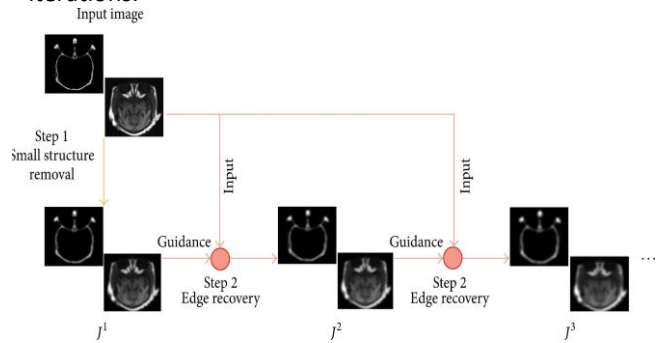 iterations.
Input image
Step 1
Small structure
removal
Input
Input
Guidance
Step 2
Edge recovery
Guidance
Step 2
Edge recovery
...
J¹
J²
J³